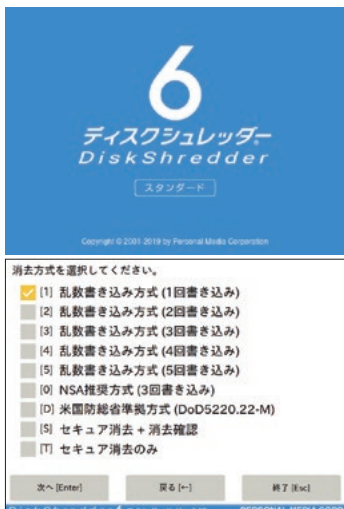 6
ディスクシュレッダー
DiskShredder
スタンダード
Copyright © 2001-2019 by Personal Media Corporation
消去方式を選択してください。
[1] 乱数書き込み方式 (1回書き込み)
[2] 乱数書き込み方式 (2回書き込み)
[3] 乱数書き込み方式 (3回書き込み)
[4] 乱数書き込み方式 (4回書き込み)
[5] 乱数書き込み方式 (5回書き込み)
[0] NSA推奨方式 (3回書き込み)
[D] 米国防総省準拠方式 (DoD5220.22-M)
[S] セキュア消去 + 消去確認
[T] セキュア消去のみ
次へ [Enter]
戻る [←]
終了 [Esc]